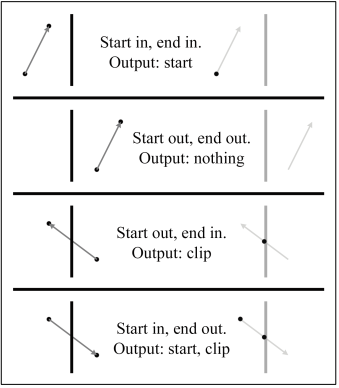 Start in, end in.
Output: start
Start out, end out.
Output: nothing
Start out, end in.
Output: clip
Start in, end out.
Output: start, clip